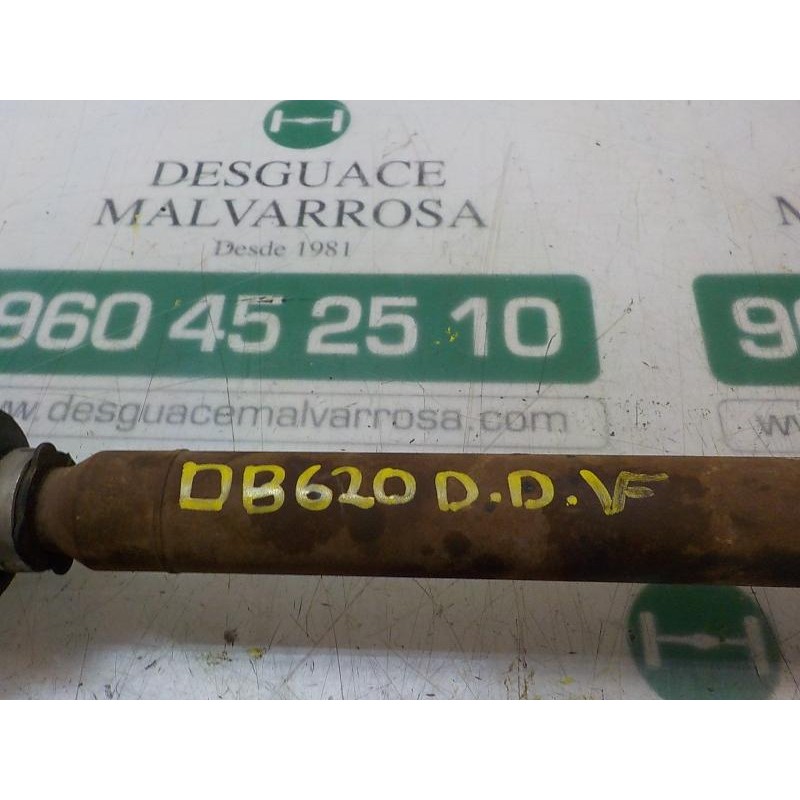 DESGUACE
MALVARROSA
Desde 1981
960 45 25 10
www.desguacemalvarrosa.com
DB620 D.D.VF